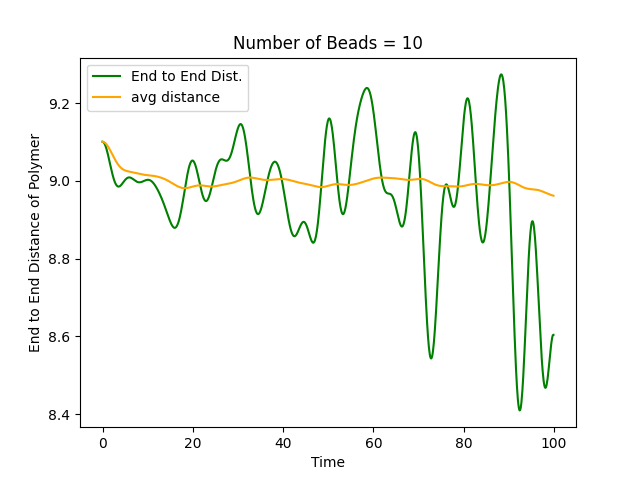 Number of Beads = 10
End to End Dist.
avg distance
End to End Distance of Polymer
9.2
9.0
8.8
8.6
8.4
0 20 40 60 80 100
Time